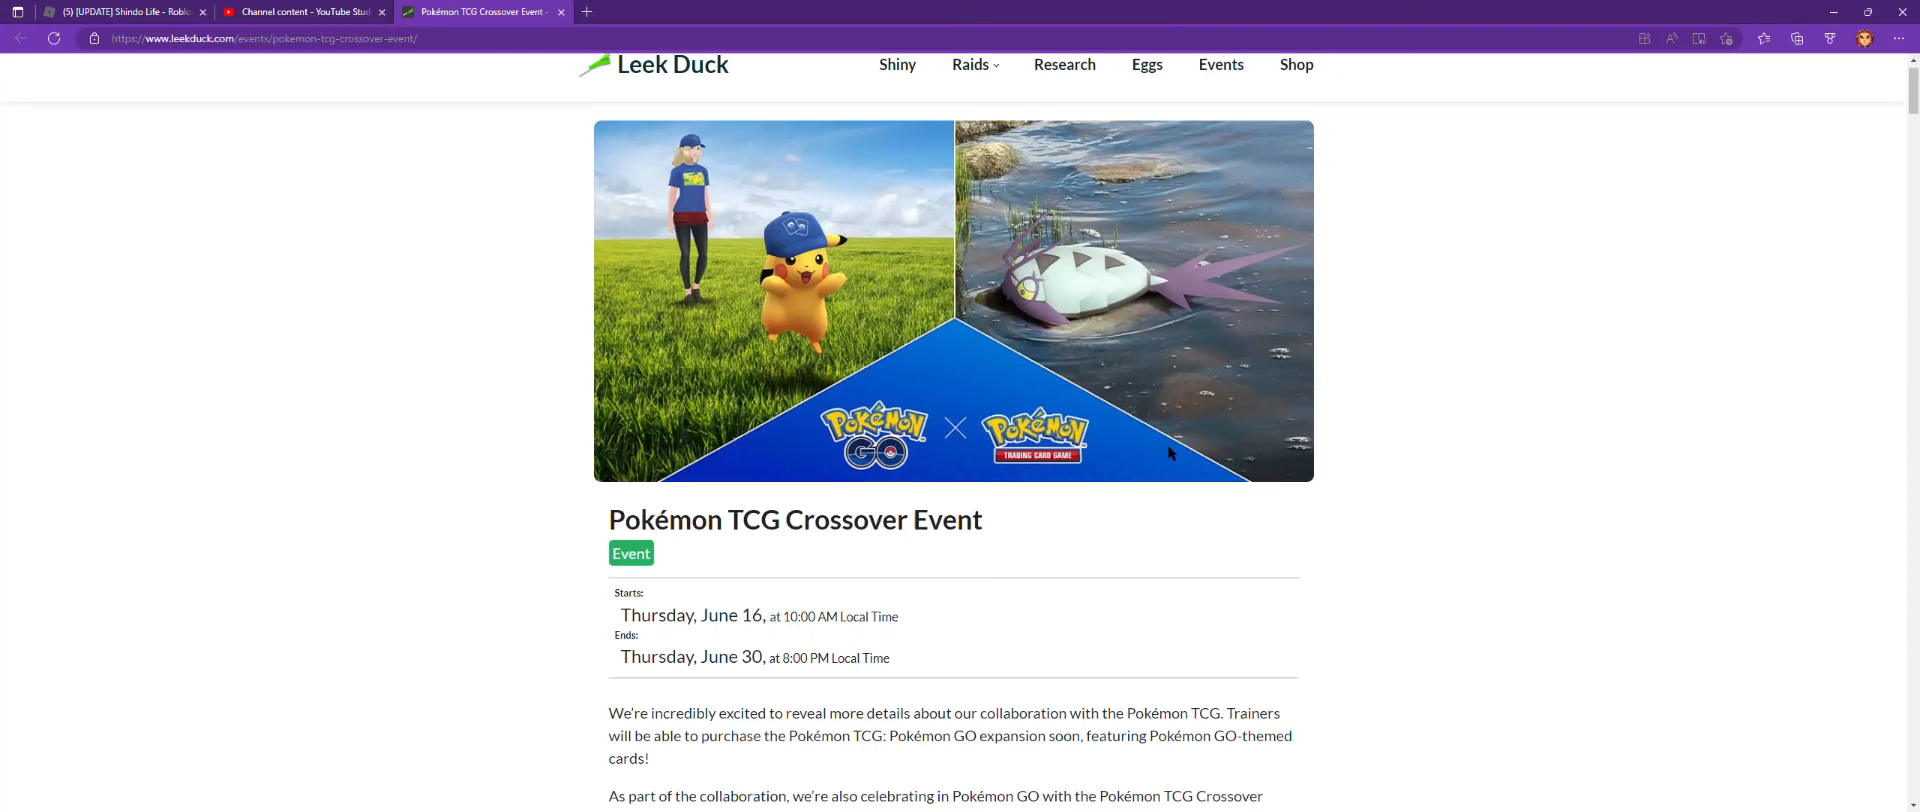 (5) [UPDATE] Shindo Life - Roblo
Channel content - YouTube Stud
Pokémon TCG Crossover Event -
https://www.leekduck.com/events/pokemon-tcg-crossover-event/
Leek Duck
Shiny
Raids
Research
Eggs
Events
Shop
POKÉMON GO
POKÉMON
TRADING CARD GAME
Pokémon TCG Crossover Event
Event
Starts:
Thursday, June 16, at 10:00 AM Local Time
Ends:
Thursday, June 30, at 8:00 PM Local Time
We’re incredibly excited to reveal more details about our collaboration with the Pokémon TCG. Trainers
will be able to purchase the Pokémon TCG: Pokémon GO expansion soon, featuring Pokémon GO-themed
cards!
As part of the collaboration, we’re also celebrating in Pokémon GO with the Pokémon TCG Crossover